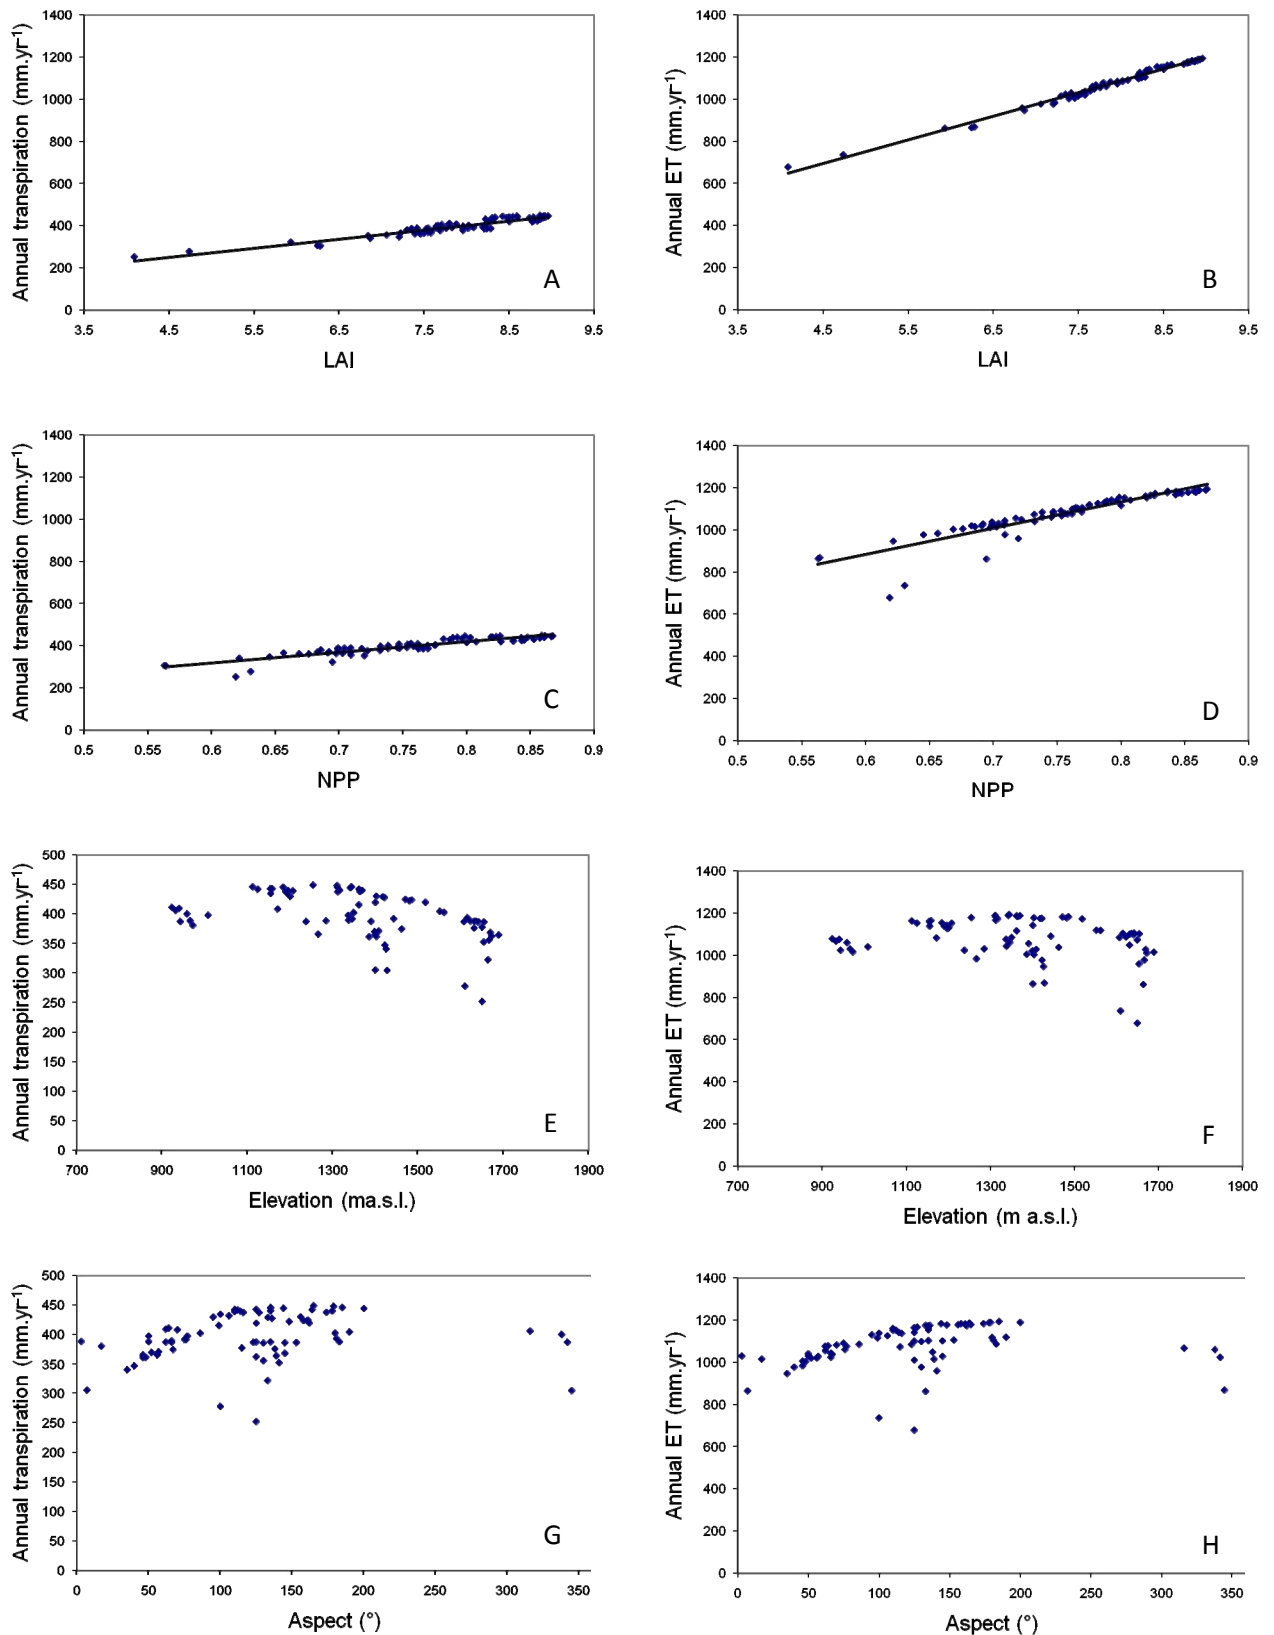 1400
1200
1000
800
600
400
200
0
Annual transpiration (mm.yr⁻¹)
3.5 4.5 5.5 6.5 7.5 8.5 9.5
LAI
A
1400
1200
1000
800
600
400
200
0
Annual ET (mm.yr⁻¹)
3.5 4.5 5.5 6.5 7.5 8.5 9.5
LAI
B
1400
1200
1000
800
600
400
200
0
Annual transpiration (mm.yr⁻¹)
0.5 0.55 0.6 0.65 0.7 0.75 0.8 0.85 0.9
NPP
C
1400
1200
1000
800
600
400
200
0
Annual ET (mm.yr⁻¹)
0.5 0.55 0.6 0.65 0.7 0.75 0.8 0.85 0.9
NPP
D
500
450
400
350
300
250
200
150
100
50
0
Annual transpiration (mm.yr⁻¹)
700 900 1100 1300 1500 1700 1900
Elevation (ma.s.l.)
E
1400
1200
1000
800
600
400
200
0
Annual ET (mm.yr⁻¹)
700 900 1100 1300 1500 1700 1900
Elevation (m a.s.l.)
F
500
450
400
350
300
250
200
150
100
50
0
Annual transpiration (mm.yr⁻¹)
0 50 100 150 200 250 300 350
Aspect (°)
G
1400
1200
1000
800
600
400
200
0
Annual ET (mm.yr⁻¹)
0 50 100 150 200 250 300 350
Aspect (°)
H